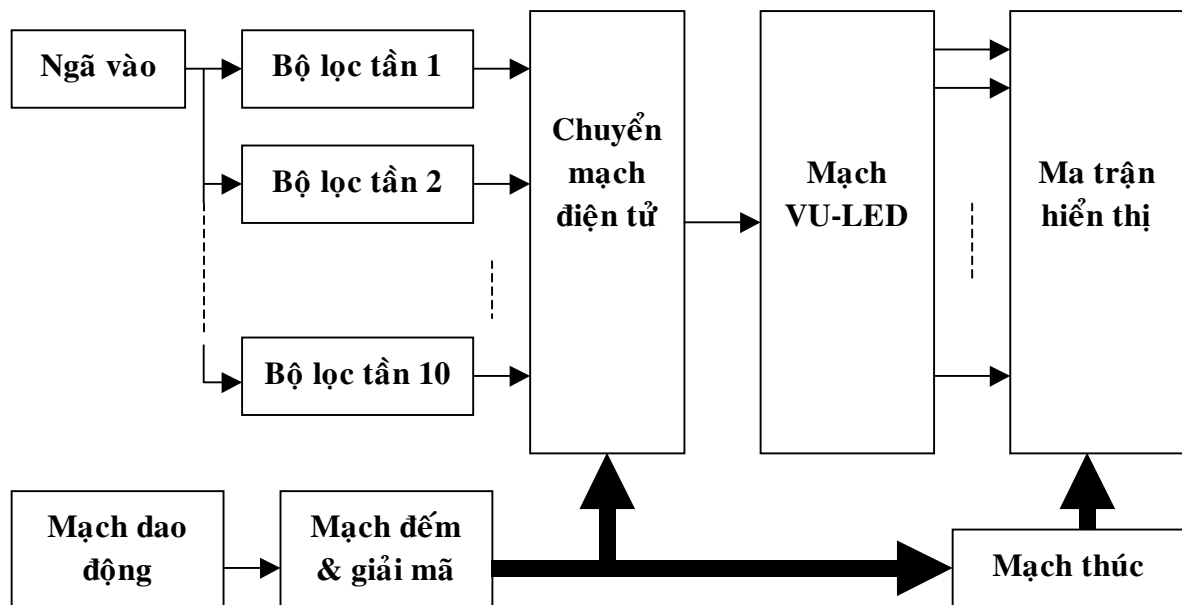 Ngã vào
Bộ lọc tần 1
Bộ lọc tần 2
Bộ lọc tần 10
Chuyển
mạch
điện tử
Mạch
VU-LED
Ma trận
hiển thị
Mạch dao
động
Mạch đếm
& giải mã
Mạch thúc